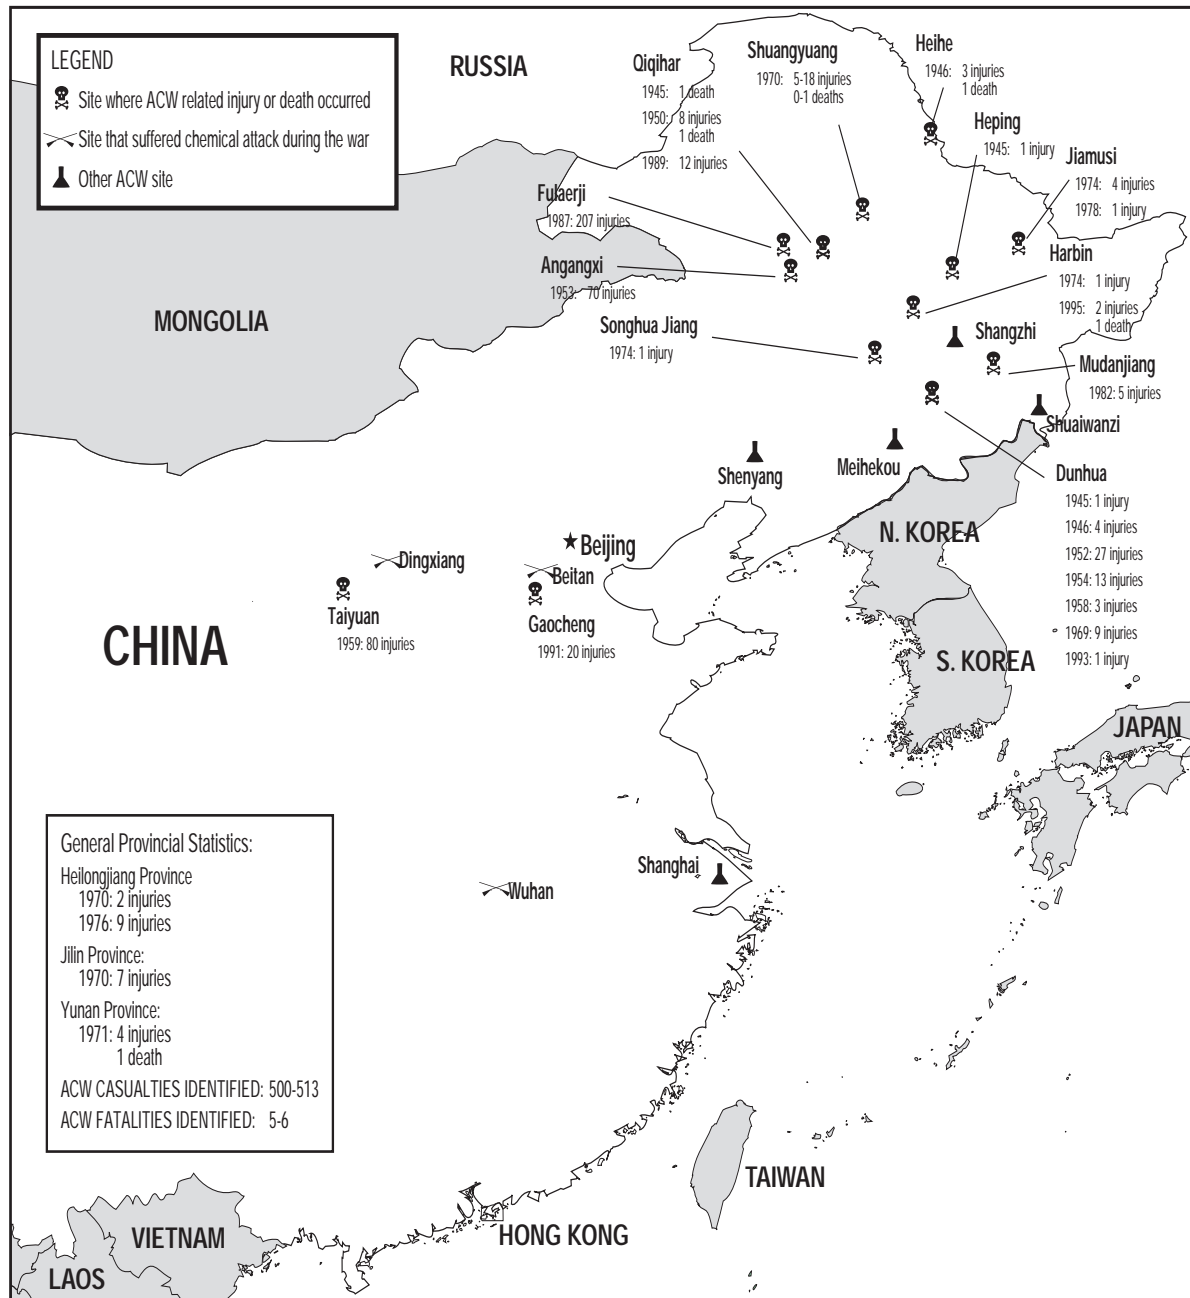 LEGEND
Site where ACW related injury or death occurred
Site that suffered chemical attack during the war
Other ACW site
RUSSIA
Qiqihar
1945: 1 death
1950: 8 injuries
1 death
1989: 12 injuries
Shuangyuang
1970: 5-18 injuries
0-1 deaths
Heihe
1946: 3 injuries
1 death
Heping
1945: 1 injury
Jiamusi
1974: 4 injuries
1978: 1 injury
Fulaerji
1987: 207 injuries
Angangxi
1953: 70 injuries
Harbin
1974: 1 injury
1995: 2 injuries
1 death
MONGOLIA
Songhua Jiang
1974: 1 injury
Shangzhi
Mudanjiang
1982: 5 injuries
Shuaiwanzi
Meihekou
Shenyang
Dunhua
1945: 1 injury
1946: 4 injuries
1952: 27 injuries
1954: 13 injuries
1958: 3 injuries
1969: 9 injuries
1993: 1 injury
N. KOREA
Beijing
Dingxiang
Beitan
Taiyuan
1959: 80 injuries
Gaocheng
1991: 20 injuries
CHINA
S. KOREA
JAPAN
General Provincial Statistics:
Heilongjiang Province
1970: 2 injuries
1976: 9 injuries
Jilin Province:
1970: 7 injuries
Yunan Province:
1971: 4 injuries
1 death
ACW CASUALTIES IDENTIFIED: 500-513
ACW FATALITIES IDENTIFIED: 5-6
Shanghai
Wuhan
TAIWAN
HONG KONG
VIETNAM
LAOS